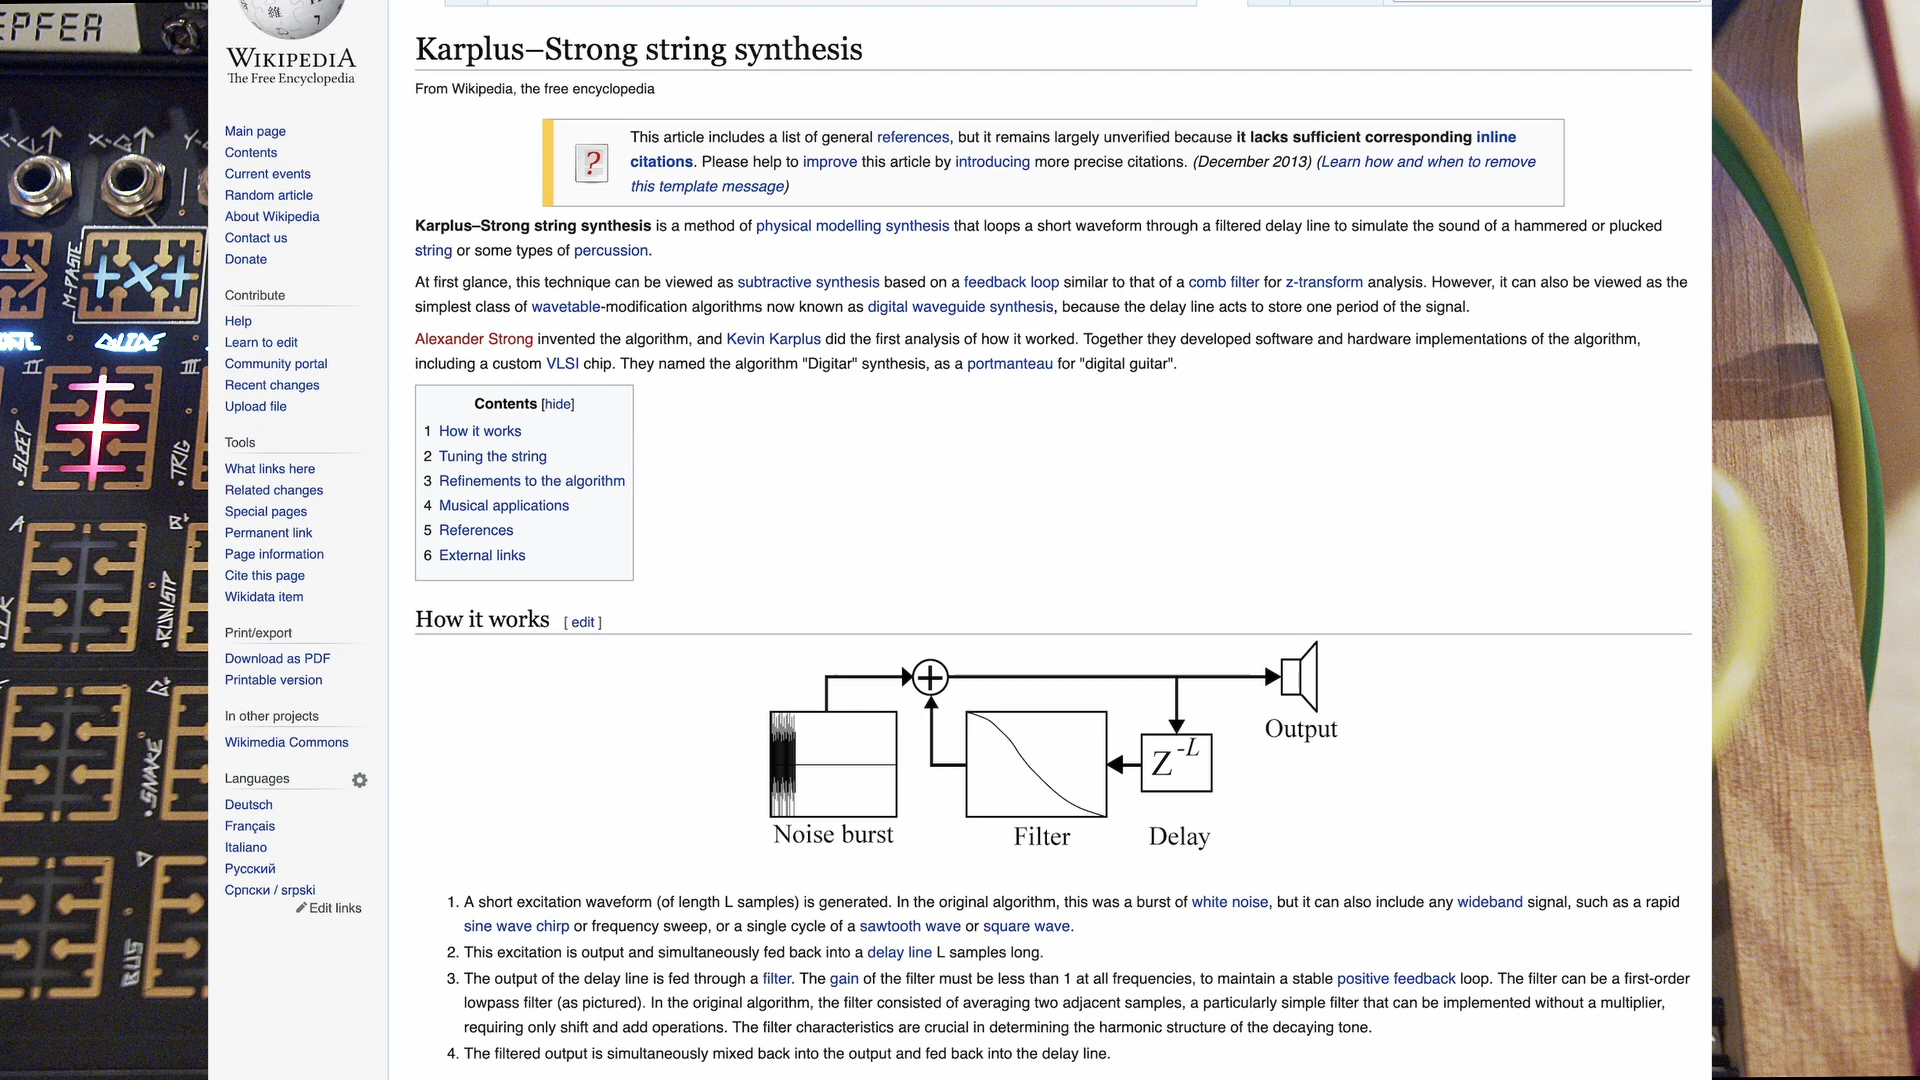 EPFER
WIKIPEDIA
The Free Encyclopedia
Main page
Contents
Current events
Random article
About Wikipedia
Contact us
Donate
Contribute
Help
Learn to edit
Community portal
Recent changes
Upload file
Tools
What links here
Related changes
Special pages
Permanent link
Page information
Cite this page
Wikidata item
Print/export
Download as PDF
Printable version
In other projects
Wikimedia Commons
Languages
Deutsch
Français
Italiano
Русский
Српски / srpski
Edit links
M-PASTE
GUIDE
II
III
.SLEEP
TRIG
A
B
.RUN/STP
.SNAKE
BUS
Karplus–Strong string synthesis
From Wikipedia, the free encyclopedia
This article includes a list of general references, but it remains largely unverified because it lacks sufficient corresponding inline
citations. Please help to improve this article by introducing more precise citations. (December 2013) (Learn how and when to remove
this template message)
Karplus–Strong string synthesis is a method of physical modelling synthesis that loops a short waveform through a filtered delay line to simulate the sound of a hammered or plucked
string or some types of percussion.
At first glance, this technique can be viewed as subtractive synthesis based on a feedback loop similar to that of a comb filter for z-transform analysis. However, it can also be viewed as the
simplest class of wavetable-modification algorithms now known as digital waveguide synthesis, because the delay line acts to store one period of the signal.
Alexander Strong invented the algorithm, and Kevin Karplus did the first analysis of how it worked. Together they developed software and hardware implementations of the algorithm,
including a custom VLSI chip. They named the algorithm "Digitar" synthesis, as a portmanteau for "digital guitar".
Contents [hide]
1 How it works
2 Tuning the string
3 Refinements to the algorithm
4 Musical applications
5 References
6 External links
How it works [ edit ]
Output
Z-L
Noise burst
Filter
Delay
1. A short excitation waveform (of length L samples) is generated. In the original algorithm, this was a burst of white noise, but it can also include any wideband signal, such as a rapid
sine wave chirp or frequency sweep, or a single cycle of a sawtooth wave or square wave.
2. This excitation is output and simultaneously fed back into a delay line L samples long.
3. The output of the delay line is fed through a filter. The gain of the filter must be less than 1 at all frequencies, to maintain a stable positive feedback loop. The filter can be a first-order
lowpass filter (as pictured). In the original algorithm, the filter consisted of averaging two adjacent samples, a particularly simple filter that can be implemented without a multiplier,
requiring only shift and add operations. The filter characteristics are crucial in determining the harmonic structure of the decaying tone.
4. The filtered output is simultaneously mixed back into the output and fed back into the delay line.